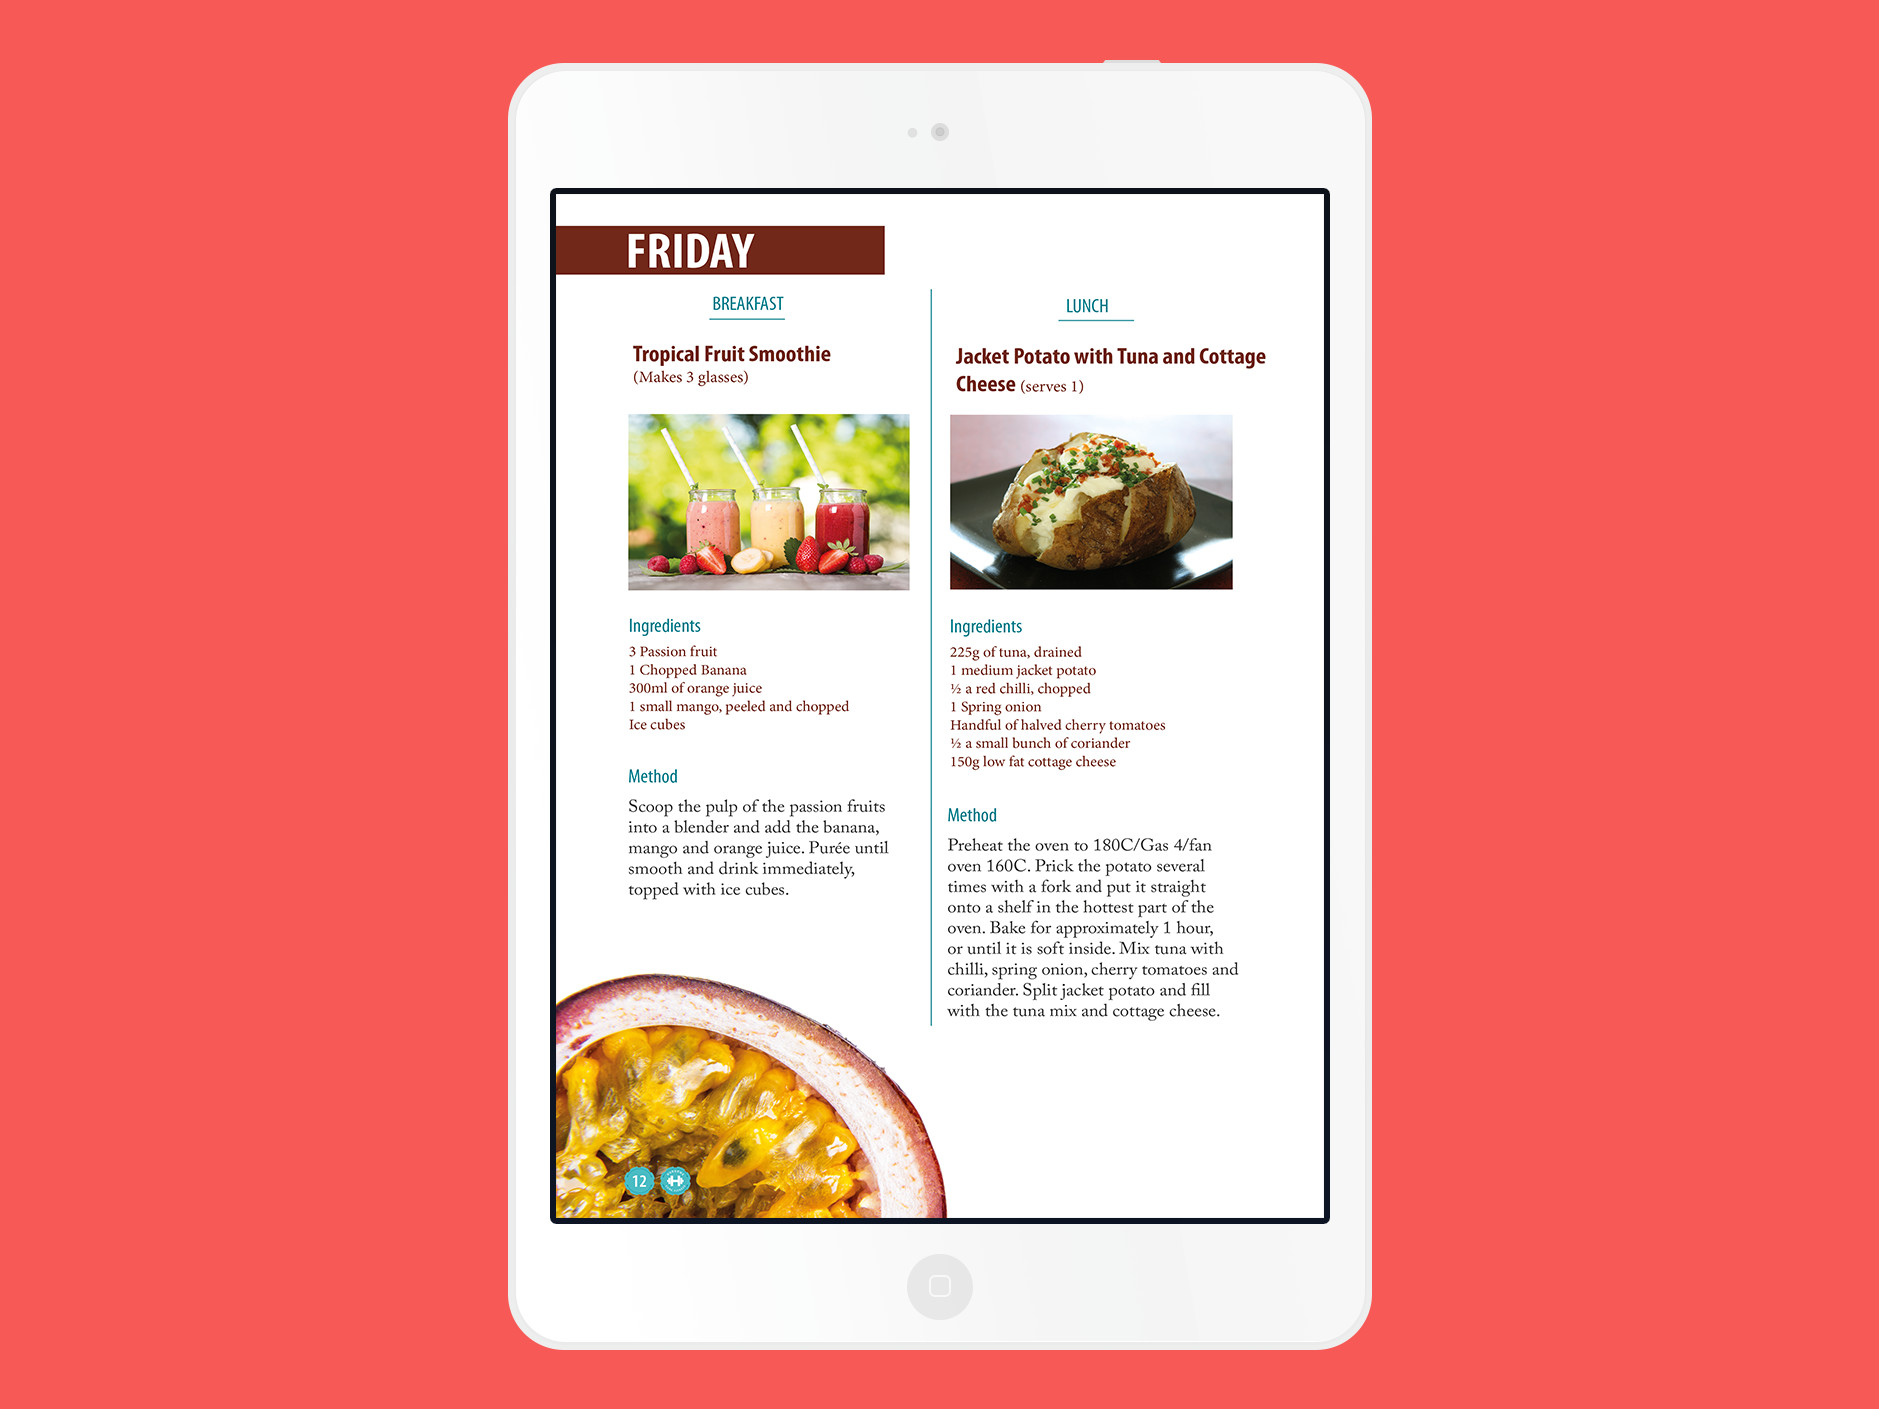 FRIDAY
BREAKFAST
Tropical Fruit Smoothie
(Makes 3 glasses)
Ingredients
3 Passion fruit
1 Chopped Banana
300ml of orange juice
1 small mango, peeled and chopped
Ice cubes
Method
Scoop the pulp of the passion fruits
into a blender and add the banana,
mango and orange juice. Purée until
smooth and drink immediately,
topped with ice cubes.
LUNCH
Jacket Potato with Tuna and Cottage
Cheese (serves 1)
Ingredients
225g of tuna, drained
1 medium jacket potato
½ a red chilli, chopped
1 Spring onion
Handful of halved cherry tomatoes
½ a small bunch of coriander
150g low fat cottage cheese
Method
Preheat the oven to 180C/Gas 4/fan
oven 160C. Prick the potato several
times with a fork and put it straight
onto a shelf in the hottest part of the
oven. Bake for approximately 1 hour,
or until it is soft inside. Mix tuna with
chilli, spring onion, cherry tomatoes and
coriander. Split jacket potato and fill
with the tuna mix and cottage cheese.
12